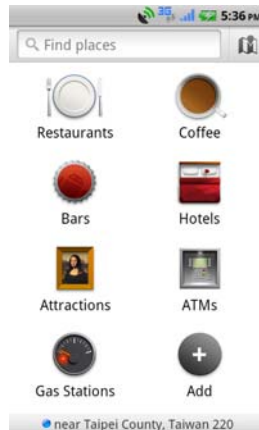 3G 5:36 PM
Find places
Restaurants Coffee
Bars Hotels
Attractions ATMs
Gas Stations Add
near Taipei County, Taiwan 220